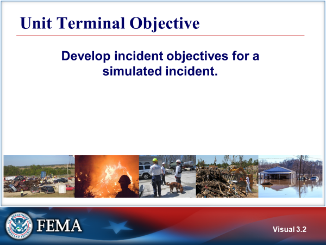 Unit Terminal Objective
Develop incident objectives for a
simulated incident.
FEMA
Visual 3.2